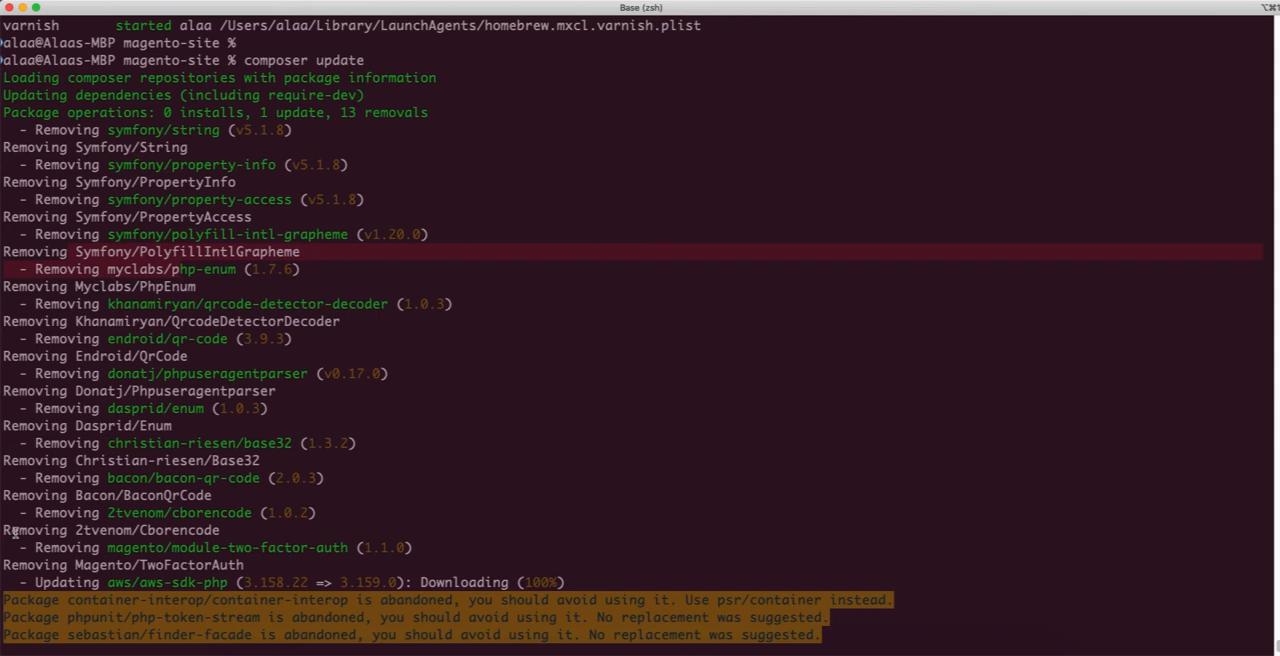 Base (zsh)
varnish started alaa /Users/alaa/Library/LaunchAgents/homebrew.mxcl.varnish.plist
alaa@Alaas-MBP magento-site %
alaa@Alaas-MBP magento-site % composer update
Loading composer repositories with package information
Updating dependencies (including require-dev)
Package operations: 0 installs, 1 update, 13 removals
- Removing symfony/string (v5.1.8)
Removing Symfony/String
- Removing symfony/property-info (v5.1.8)
Removing Symfony/PropertyInfo
- Removing symfony/property-access (v5.1.8)
Removing Symfony/PropertyAccess
- Removing symfony/polyfill-intl-grapheme (v1.20.0)
Removing Symfony/PolyfillIntlGrapheme
- Removing myclabs/php-enum (1.7.6)
Removing Myclabs/PhpEnum
- Removing khanamiryan/qrcode-detector-decoder (1.0.3)
Removing Khanamiryan/QrcodeDetectorDecoder
- Removing endroid/qr-code (3.9.3)
Removing Endroid/QrCode
- Removing donatj/phpuseragentparser (v0.17.0)
Removing Donatj/Phpuseragentparser
- Removing dasprid/enum (1.0.3)
Removing Dasprid/Enum
- Removing christian-riesen/base32 (1.3.2)
Removing Christian-riesen/Base32
- Removing bacon/bacon-qr-code (2.0.3)
Removing Bacon/BaconQrCode
- Removing 2tvenom/cborencode (1.0.2)
Removing 2tvenom/Cborencode
- Removing magento/module-two-factor-auth (1.1.0)
Removing Magento/TwoFactorAuth
- Updating aws/aws-sdk-php (3.158.22 => 3.159.0): Downloading (100%)
Package container-interop/container-interop is abandoned, you should avoid using it. Use psr/container instead.
Package phpunit/php-token-stream is abandoned, you should avoid using it. No replacement was suggested.
Package sebastian/finder-facade is abandoned, you should avoid using it. No replacement was suggested.